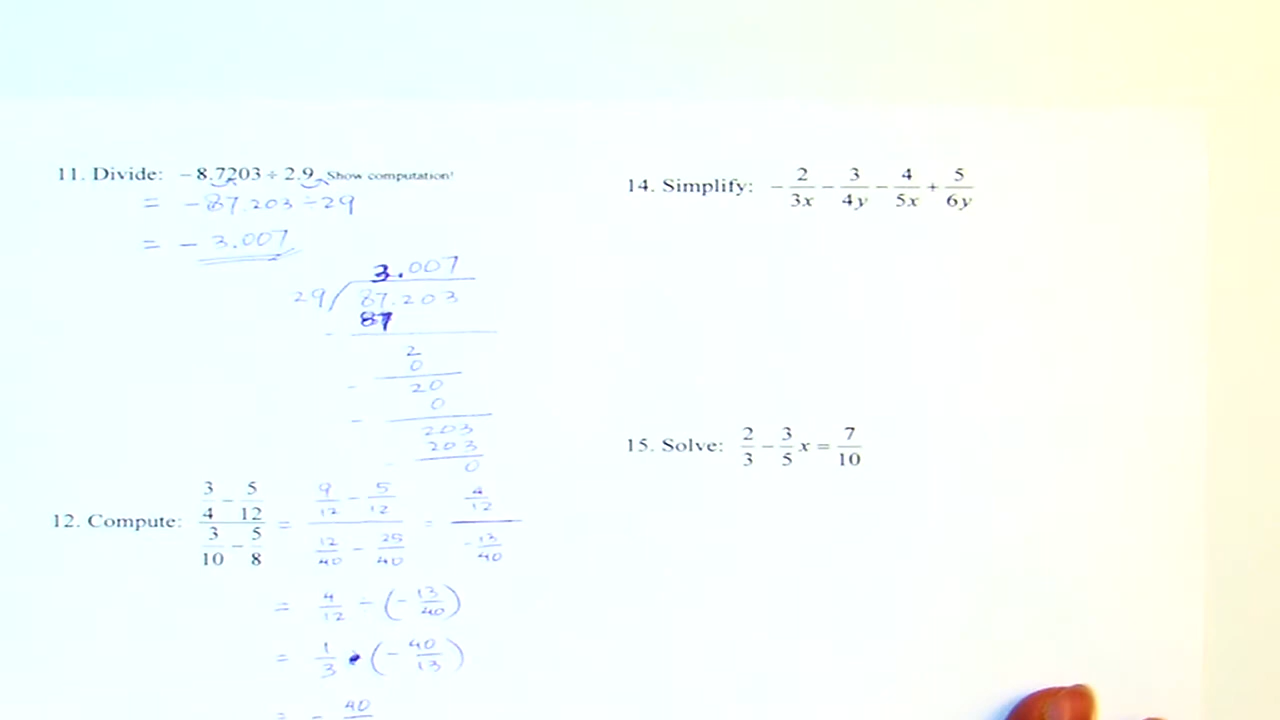 11. Divide: − 8.7203 ÷ 2.9 Show computation!
= −87.203 ÷ 29
= − 3.007
3.007
29 / 87.203
87
−
2
0
− 20
0
− 203
203
− 0
12. Compute: (3/4 − 5/12) / (3/10 − 5/8) = (9/12 − 5/12) / (12/40 − 25/40) = (4/12) / (−13/40)
= 4/12 ÷ (−13/40)
= 1/3 • (−40/13)
= − 40
14. Simplify: − 2/3x − 3/4y − 4/5x + 5/6y
15. Solve: 2/3 − 3/5 x = 7/10